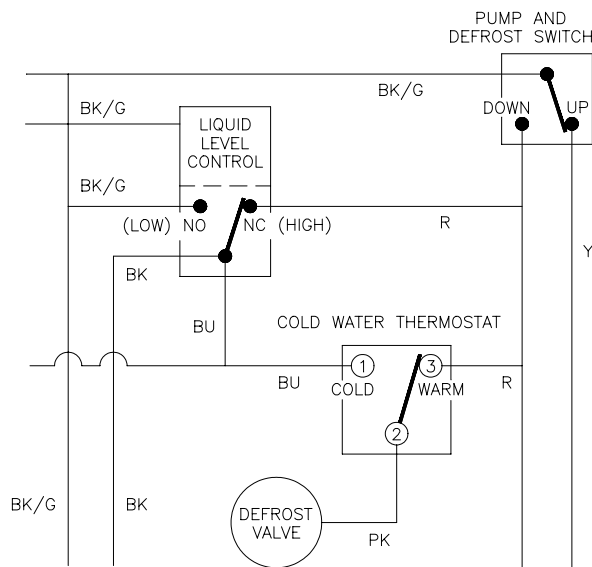 PUMP AND
DEFROST SWITCH
BK/G
BK/G
DOWN UP
LIQUID
LEVEL
CONTROL
BK/G
(LOW) NO NC (HIGH)
R
Y
BK
BU
COLD WATER THERMOSTAT
1 3
BU COLD WARM R
2
BK/G BK
DEFROST
VALVE
PK